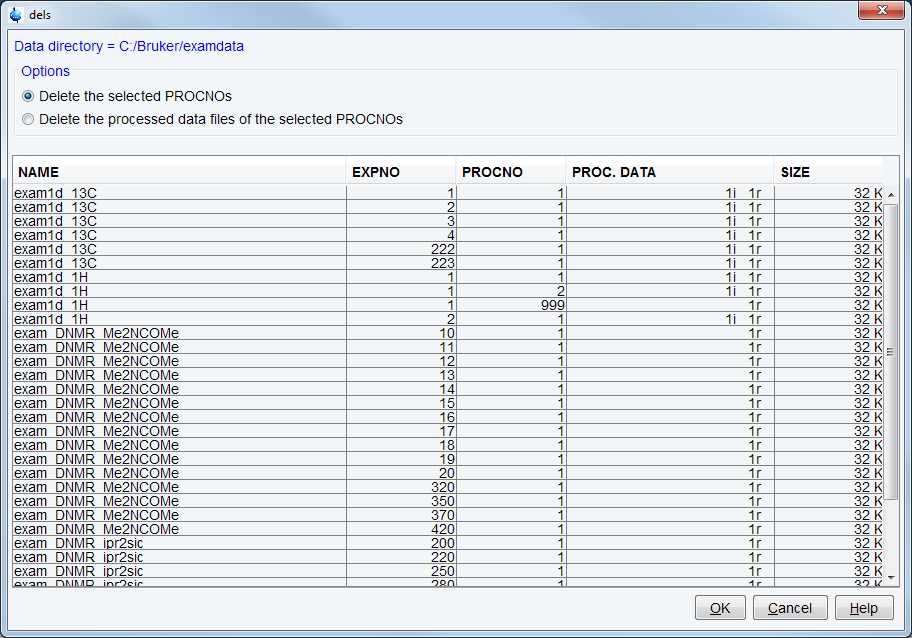 dels
Data directory = C:/Bruker/examdata
Options
Delete the selected PROCNOs
Delete the processed data files of the selected PROCNOs
NAME EXPNO PROCNO PROC. DATA SIZE
exam1d_13C 1 1 1i 1r 32 K
exam1d_13C 2 1 1i 1r 32 K
exam1d_13C 3 1 1i 1r 32 K
exam1d_13C 4 1 1i 1r 32 K
exam1d_13C 222 1 1i 1r 32 K
exam1d_13C 223 1 1i 1r 32 K
exam1d_1H 1 1 1i 1r 32 K
exam1d_1H 1 2 1i 1r 32 K
exam1d_1H 1 999 1r 32 K
exam1d_1H 2 1 1i 1r 32 K
exam_DNMR_Me2NCOMe 10 1 1r 32 K
exam_DNMR_Me2NCOMe 11 1 1r 32 K
exam_DNMR_Me2NCOMe 12 1 1r 32 K
exam_DNMR_Me2NCOMe 13 1 1r 32 K
exam_DNMR_Me2NCOMe 14 1 1r 32 K
exam_DNMR_Me2NCOMe 15 1 1r 32 K
exam_DNMR_Me2NCOMe 16 1 1r 32 K
exam_DNMR_Me2NCOMe 17 1 1r 32 K
exam_DNMR_Me2NCOMe 18 1 1r 32 K
exam_DNMR_Me2NCOMe 19 1 1r 32 K
exam_DNMR_Me2NCOMe 20 1 1r 32 K
exam_DNMR_Me2NCOMe 320 1 1r 32 K
exam_DNMR_Me2NCOMe 350 1 1r 32 K
exam_DNMR_Me2NCOMe 370 1 1r 32 K
exam_DNMR_Me2NCOMe 420 1 1r 32 K
exam_DNMR_ipr2sic 200 1 1r 32 K
exam_DNMR_ipr2sic 220 1 1r 32 K
exam_DNMR_ipr2sic 250 1 1r 32 K
exam_DNMR_ipr2sic 280 1 1r 32 K
OK Cancel Help